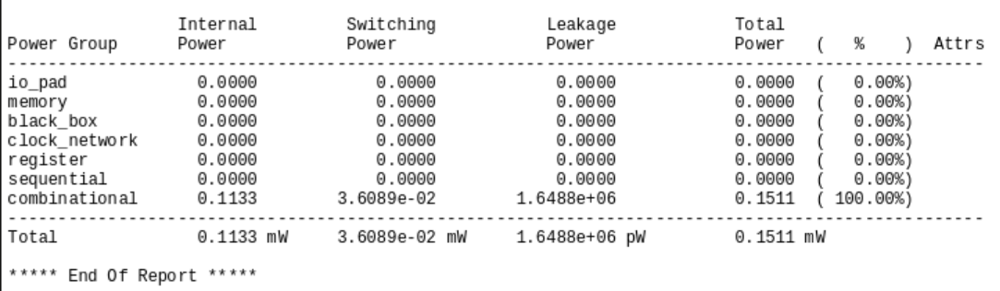 Internal         Switching           Leakage            Total
Power Group      Power            Power               Power              Power   (   %    )  Attrs
--------------------------------------------------------------------------------------------------
io_pad             0.0000            0.0000            0.0000            0.0000  (   0.00%)
memory             0.0000            0.0000            0.0000            0.0000  (   0.00%)
black_box          0.0000            0.0000            0.0000            0.0000  (   0.00%)
clock_network      0.0000            0.0000            0.0000            0.0000  (   0.00%)
register           0.0000            0.0000            0.0000            0.0000  (   0.00%)
sequential         0.0000            0.0000            0.0000            0.0000  (   0.00%)
combinational      0.1133        3.6089e-02        1.6488e+06            0.1511  ( 100.00%)
--------------------------------------------------------------------------------------------------
Total              0.1133 mW     3.6089e-02 mW     1.6488e+06 pW         0.1511 mW
***** End Of Report *****